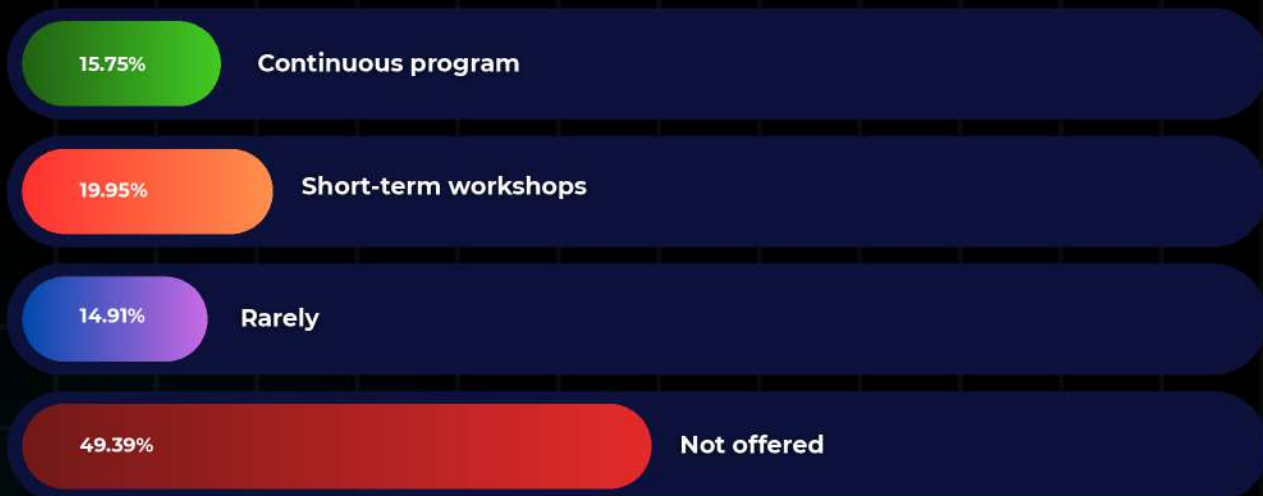 15.75% Continuous program
19.95% Short-term workshops
14.91% Rarely
49.39% Not offered